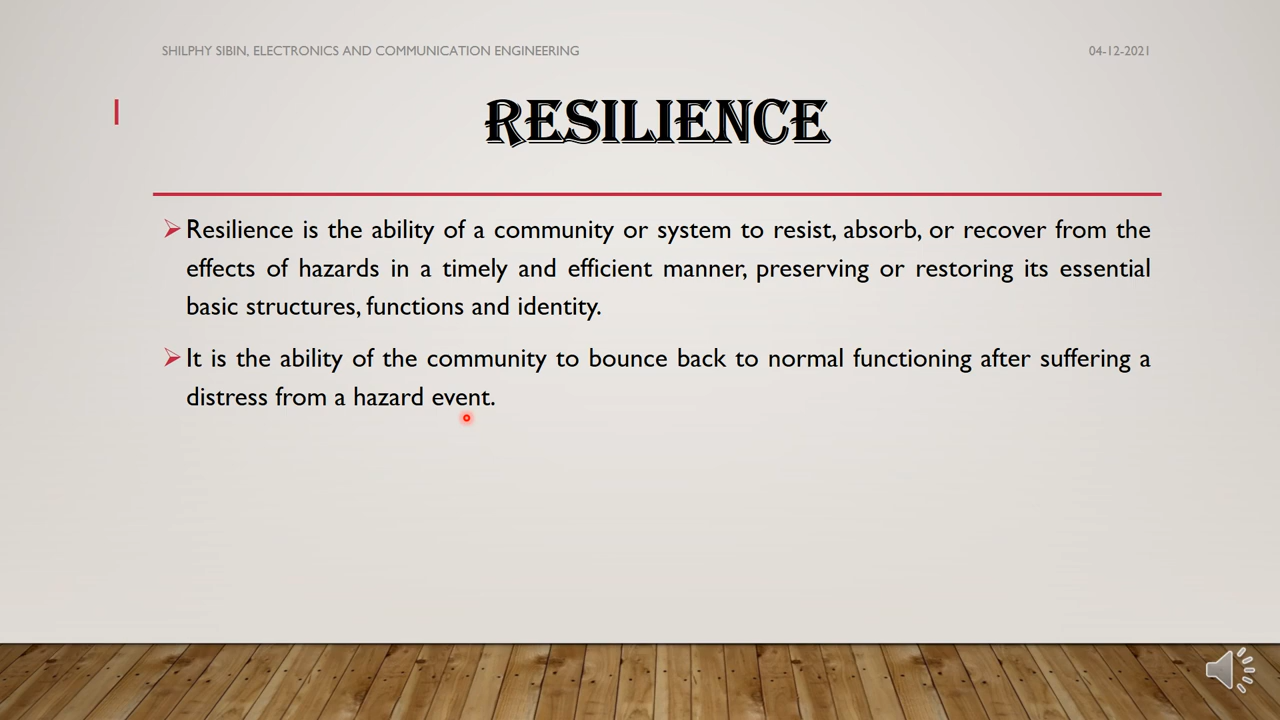 SHILPHY SIBIN, ELECTRONICS AND COMMUNICATION ENGINEERING
04-12-2021
RESILIENCE
Resilience is the ability of a community or system to resist, absorb, or recover from the
effects of hazards in a timely and efficient manner, preserving or restoring its essential
basic structures, functions and identity.
It is the ability of the community to bounce back to normal functioning after suffering a
distress from a hazard event.